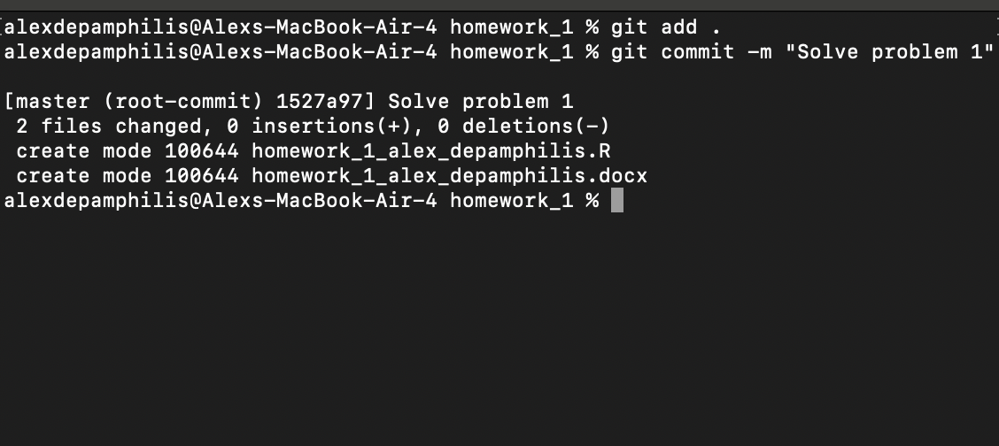 [alexdepamphilis@Alexs-MacBook-Air-4 homework_1 % git add .                      ]
alexdepamphilis@Alexs-MacBook-Air-4 homework_1 % git commit -m "Solve problem 1"
[master (root-commit) 1527a97] Solve problem 1
 2 files changed, 0 insertions(+), 0 deletions(-)
 create mode 100644 homework_1_alex_depamphilis.R
 create mode 100644 homework_1_alex_depamphilis.docx
alexdepamphilis@Alexs-MacBook-Air-4 homework_1 %